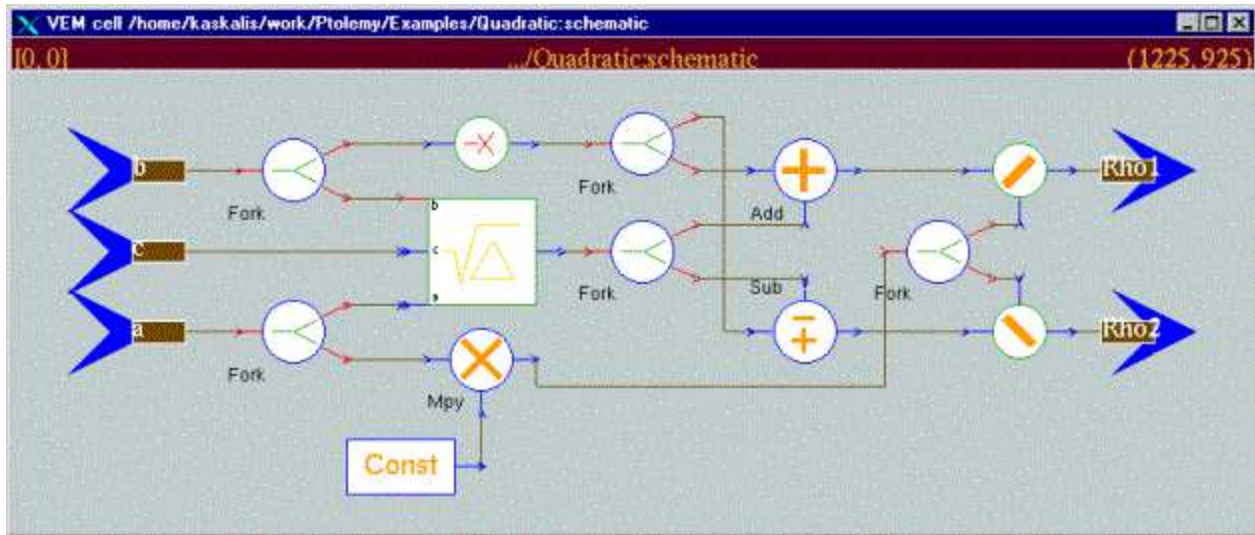 VEM cell /home/kaskalis/work/Ptolemy/Examples/Quadratic:schematic
[0, 0] .../Quadratic:schematic (1225, 925)
b
Fork
-X
Fork
Add
Rho1
b
c
c
a
Fork
Sub
Fork
a
Fork
Mpy
Rho2
Const